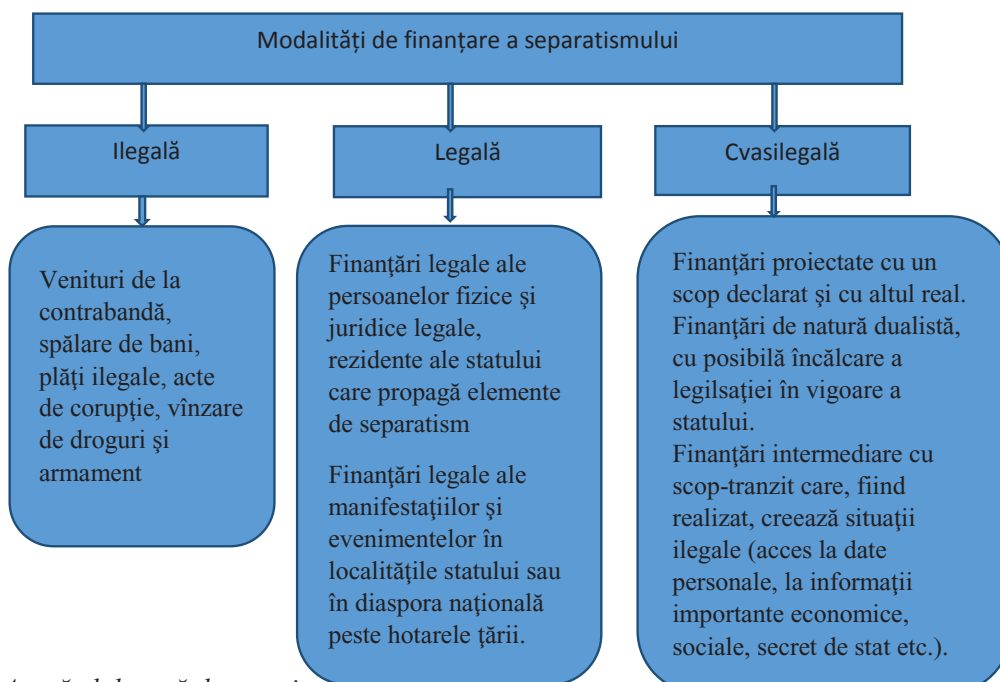 Modalități de finanțare a separatismului
Ilegală
Legală
Cvasilegală
Venituri de la
contrabandă,
spălare de bani,
plăţi ilegale, acte
de corupţie, vînzare
de droguri şi
armament
Finanţări legale ale
persoanelor fizice şi
juridice legale,
rezidente ale statului
care propagă elemente
de separatism
Finanţări legale ale
manifestaţiilor şi
evenimentelor în
localităţile statului sau
în diaspora naţională
peste hotarele ţării.
Finanţări proiectate cu un
scop declarat şi cu altul real.
Finanţări de natură dualistă,
cu posibilă încălcare a
legilsaţiei în vigoare a
statului.
Finanţări intermediare cu
scop-tranzit care, fiind
realizat, creează situaţii
ilegale (acces la date
personale, la informaţii
importante economice,
sociale, secret de stat etc.).